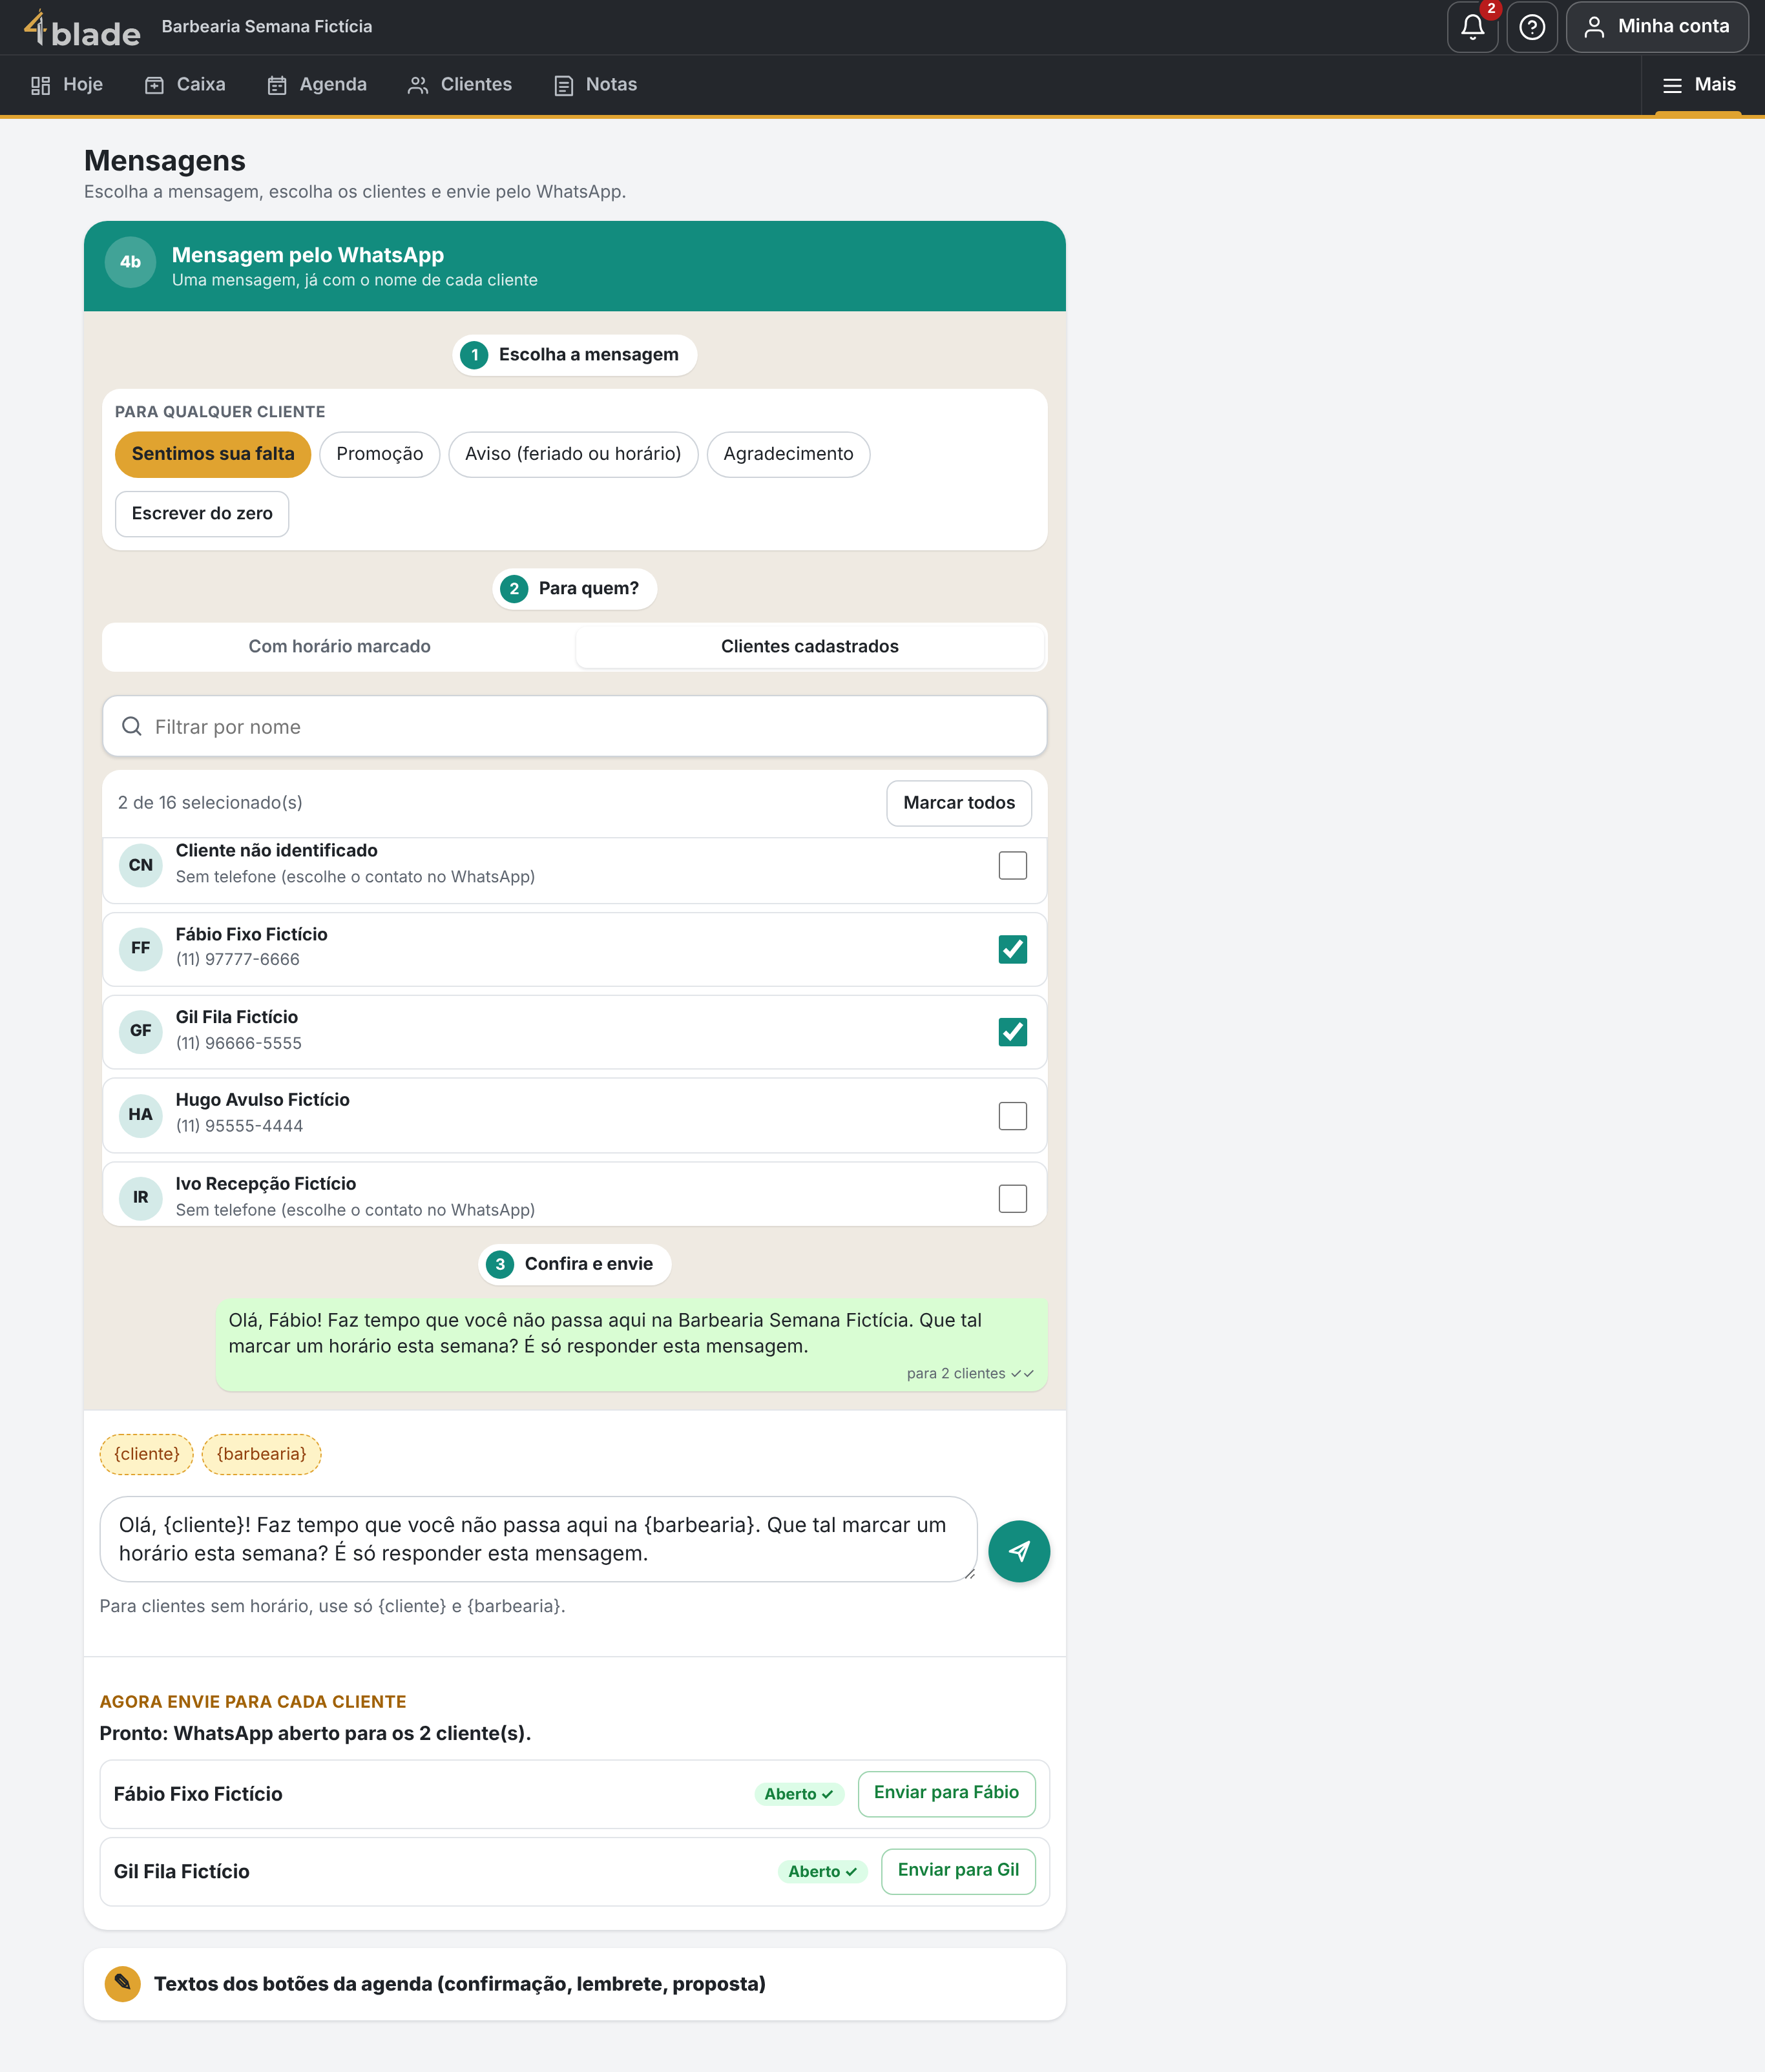 4blade
Barbearia Semana Fictícia
2
Minha conta
Hoje
Caixa
Agenda
Clientes
Notas
Mais
Mensagens
Escolha a mensagem, escolha os clientes e envie pelo WhatsApp.
4b
Mensagem pelo WhatsApp
Uma mensagem, já com o nome de cada cliente
1 Escolha a mensagem
PARA QUALQUER CLIENTE
Sentimos sua falta
Promoção
Aviso (feriado ou horário)
Agradecimento
Escrever do zero
2 Para quem?
Com horário marcado
Clientes cadastrados
Filtrar por nome
2 de 16 selecionado(s)
Marcar todos
CN
Cliente não identificado
Sem telefone (escolhe o contato no WhatsApp)
FF
Fábio Fixo Fictício
(11) 97777-6666
GF
Gil Fila Fictício
(11) 96666-5555
HA
Hugo Avulso Fictício
(11) 95555-4444
IR
Ivo Recepção Fictício
Sem telefone (escolhe o contato no WhatsApp)
3 Confira e envie
Olá, Fábio! Faz tempo que você não passa aqui na Barbearia Semana Fictícia. Que tal
marcar um horário esta semana? É só responder esta mensagem.
para 2 clientes ✓✓
{cliente}
{barbearia}
Olá, {cliente}! Faz tempo que você não passa aqui na {barbearia}. Que tal marcar um
horário esta semana? É só responder esta mensagem.
Para clientes sem horário, use só {cliente} e {barbearia}.
AGORA ENVIE PARA CADA CLIENTE
Pronto: WhatsApp aberto para os 2 cliente(s).
Fábio Fixo Fictício
Aberto ✓
Enviar para Fábio
Gil Fila Fictício
Aberto ✓
Enviar para Gil
Textos dos botões da agenda (confirmação, lembrete, proposta)